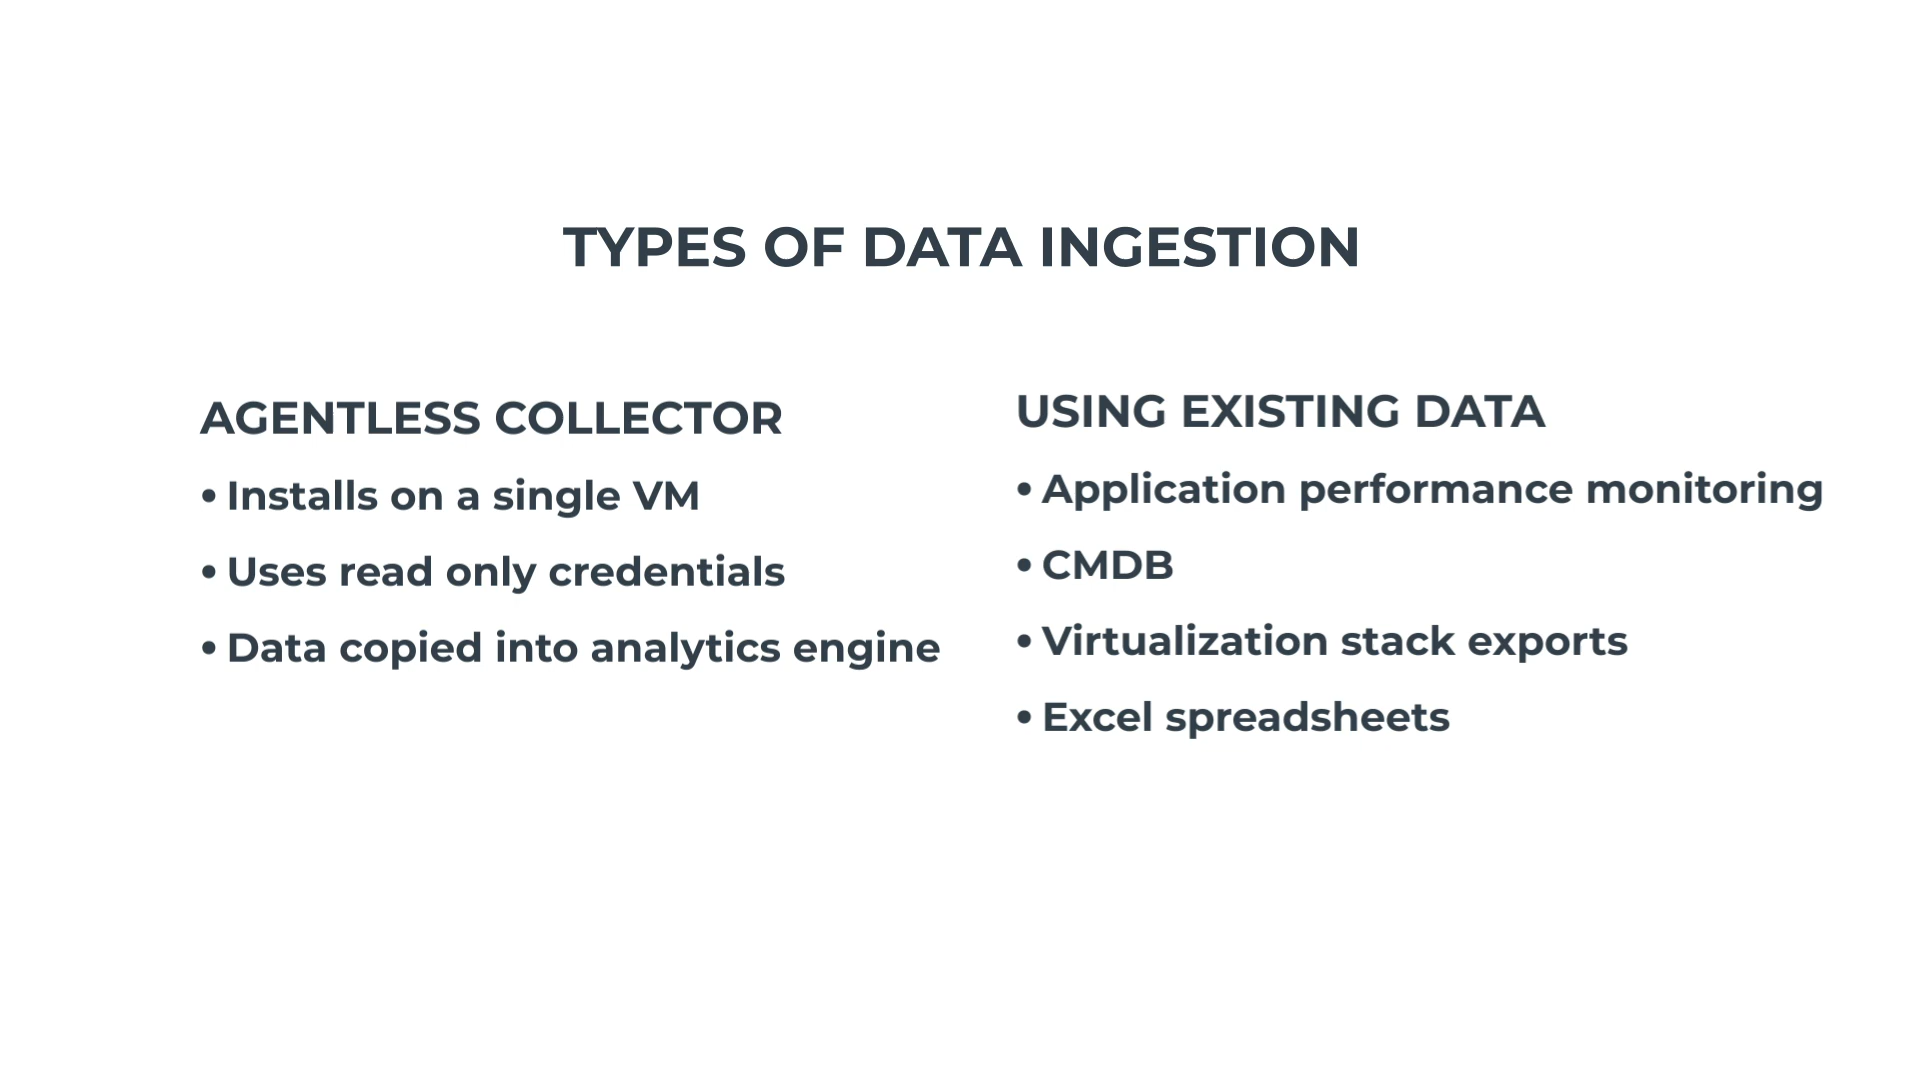 TYPES OF DATA INGESTION
AGENTLESS COLLECTOR
• Installs on a single VM
• Uses read only credentials
• Data copied into analytics engine
USING EXISTING DATA
• Application performance monitoring
• CMDB
• Virtualization stack exports
• Excel spreadsheets